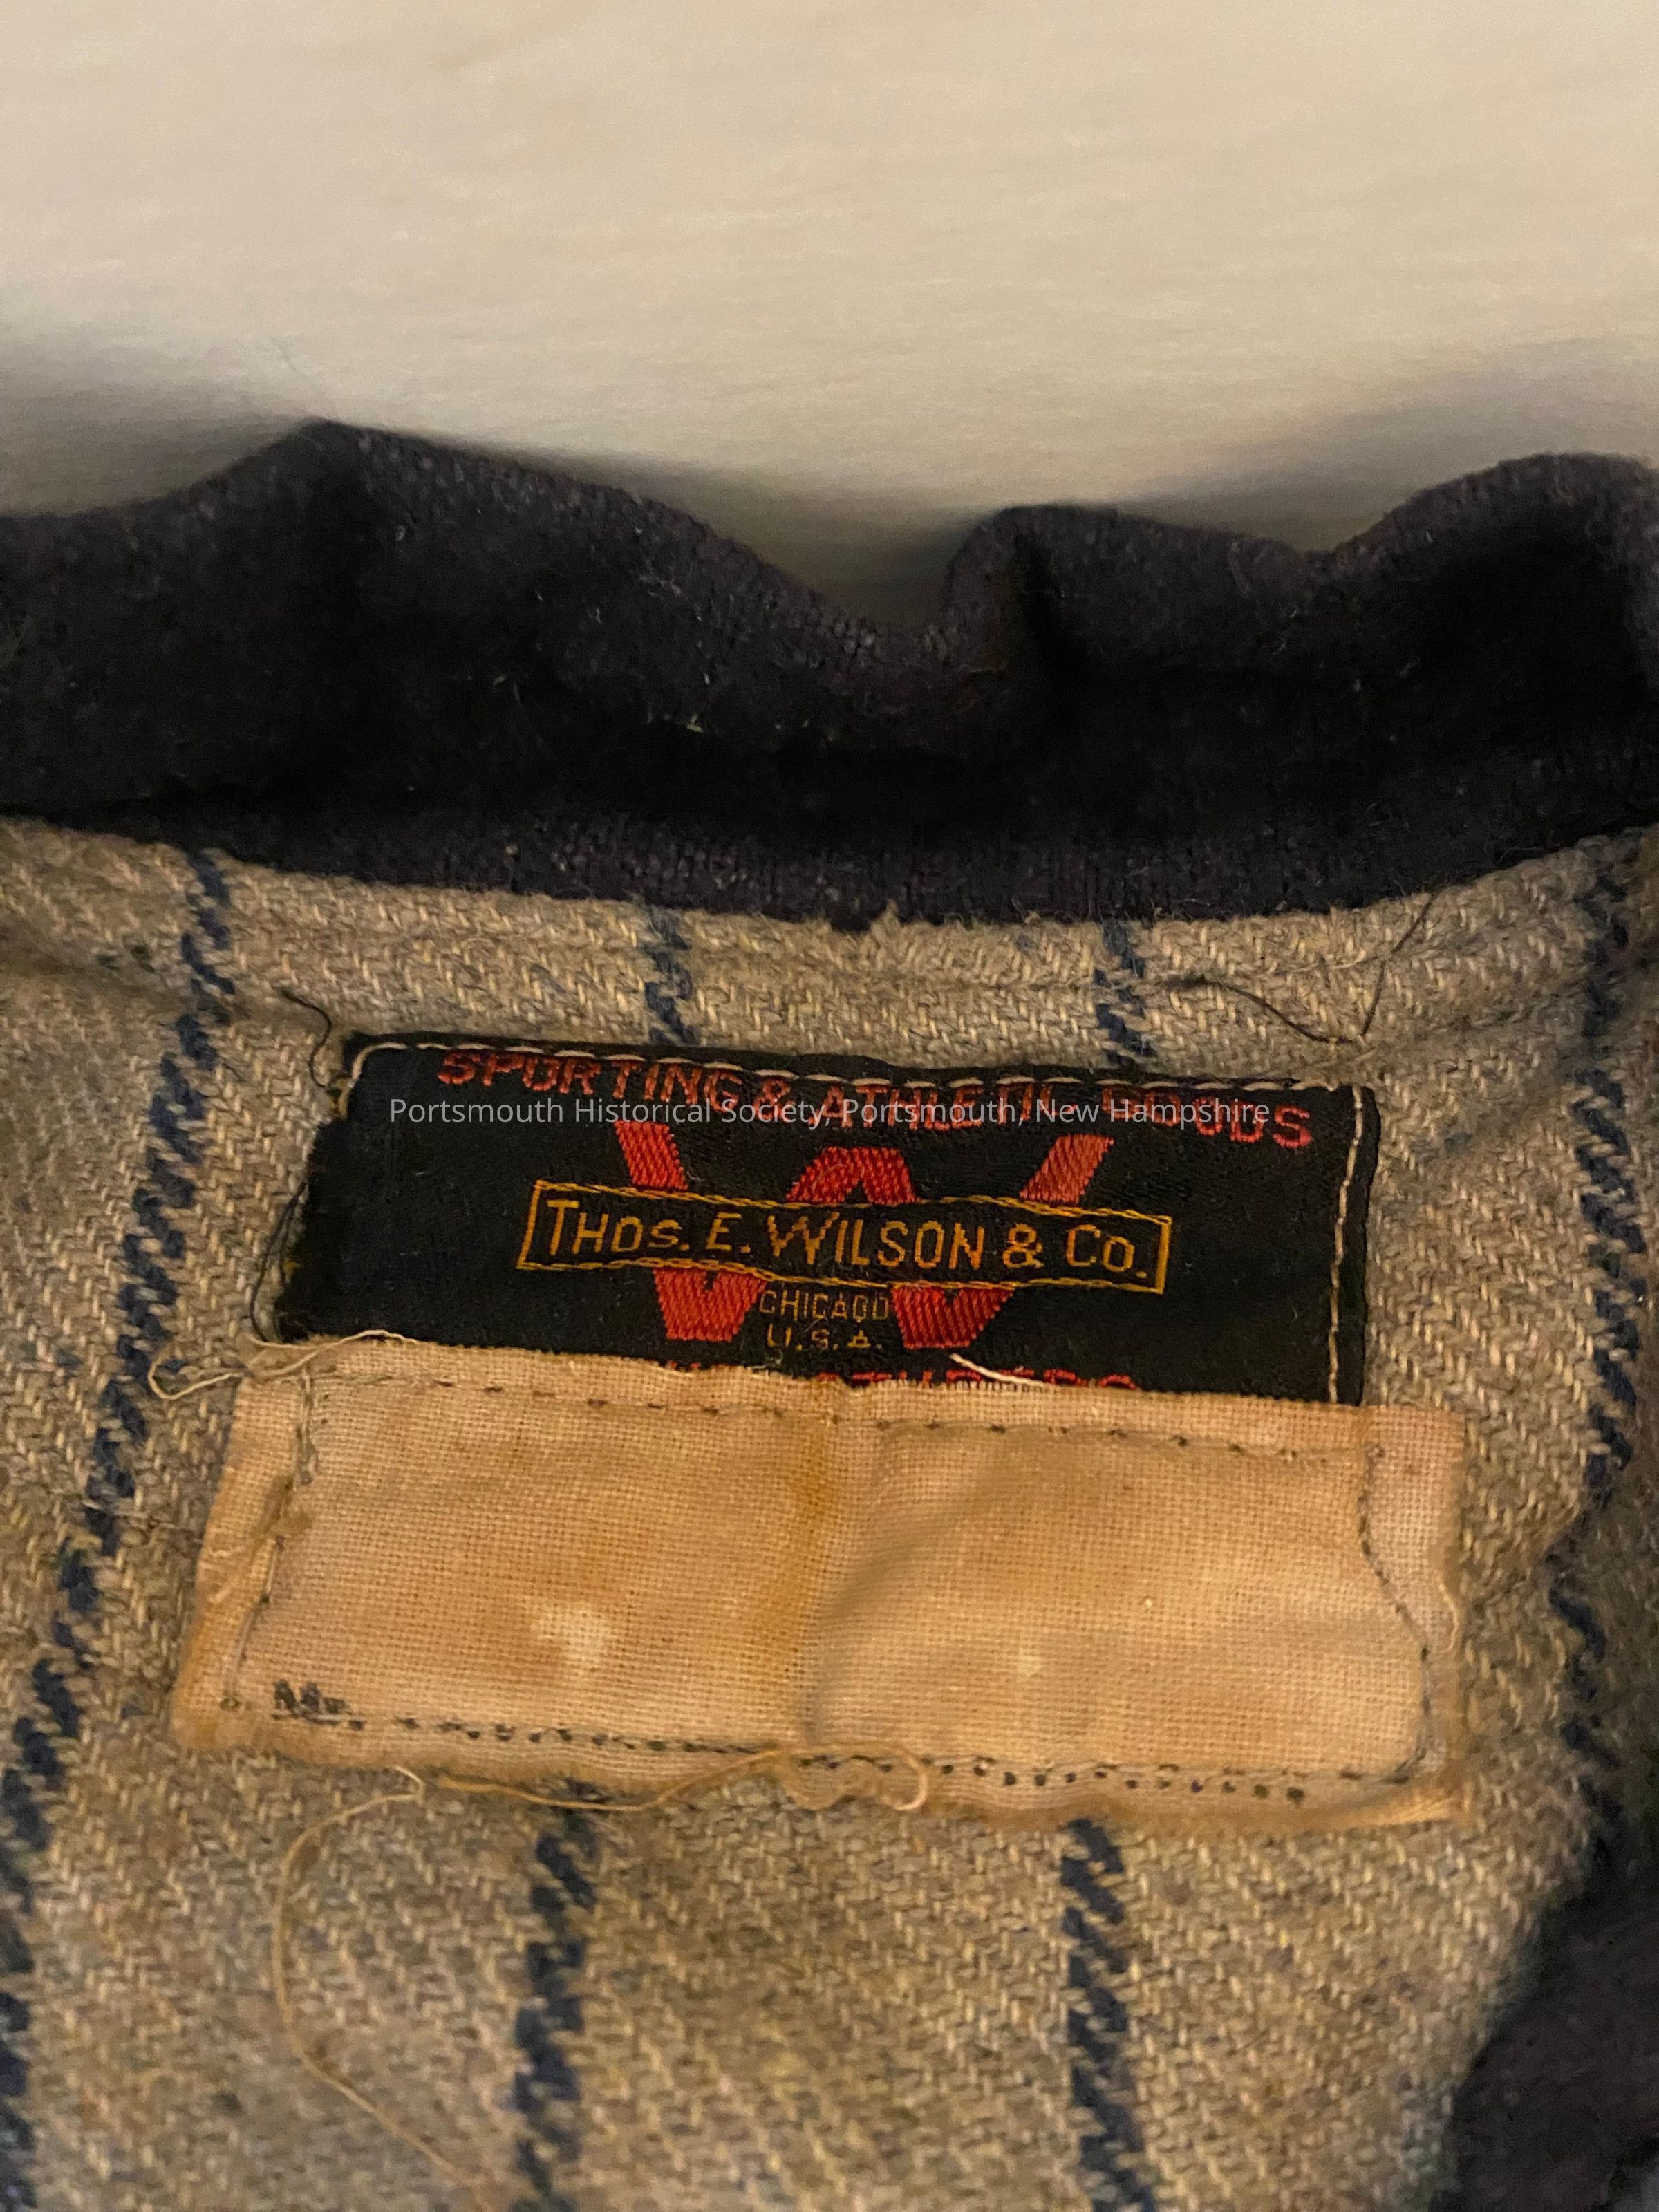 SPORTING & ATHLETIC GOODS
Portsmouth Historical Society, Portsmouth, New Hampshire
W
THOS. E. WILSON & CO.
CHICAGO
U.S.A.